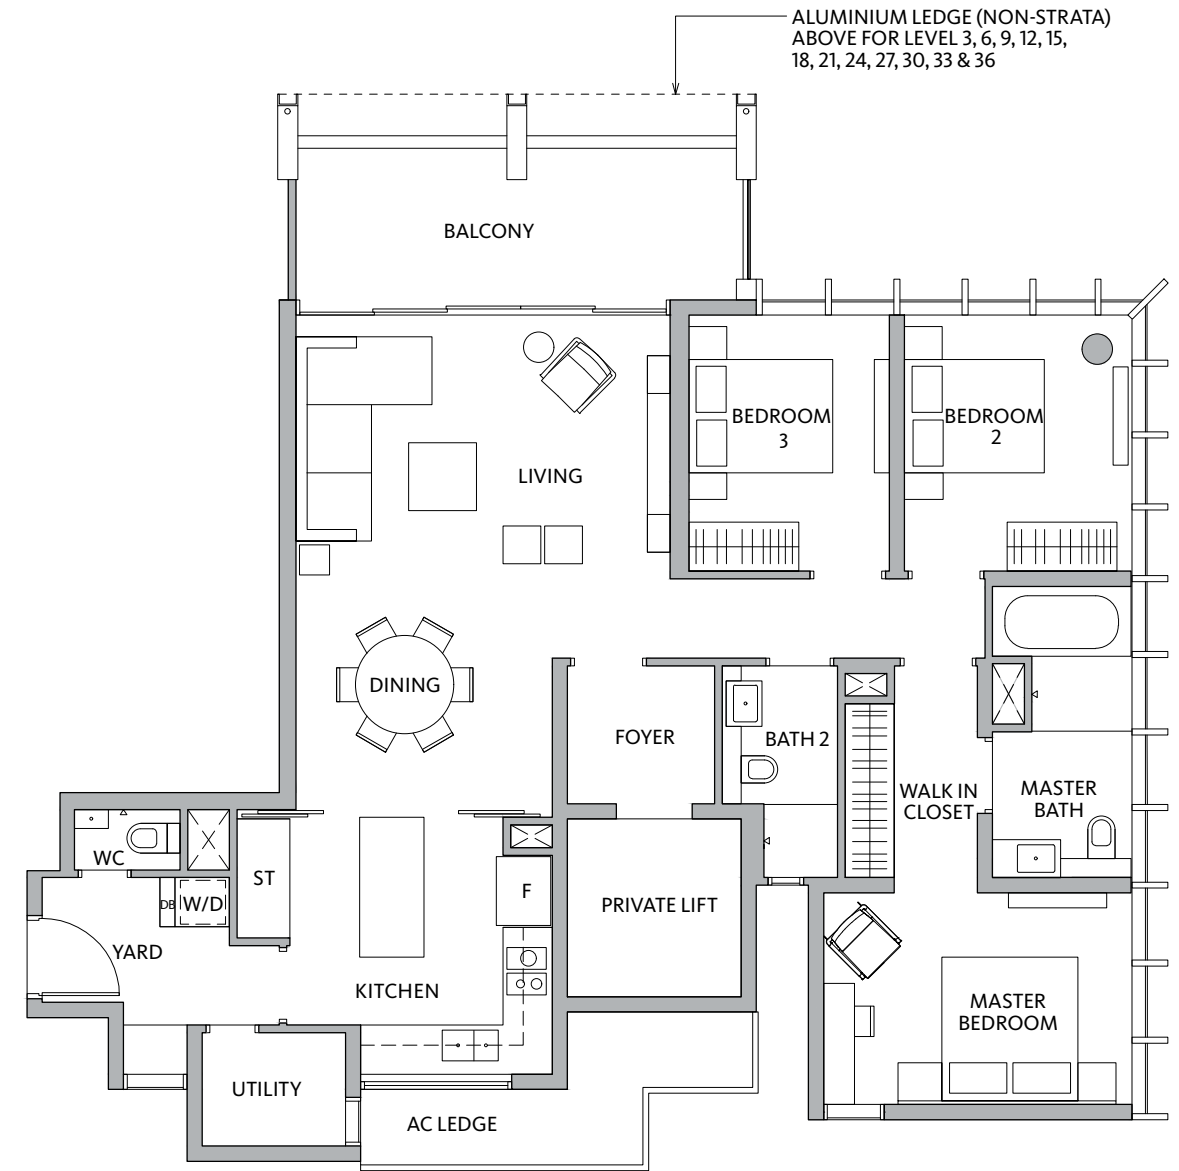 ALUMINIUM LEDGE (NON-STRATA)
ABOVE FOR LEVEL 3, 6, 9, 12, 15,
18, 21, 24, 27, 30, 33 & 36
BALCONY
BEDROOM
3
BEDROOM
2
LIVING
DINING
FOYER
BATH 2
WALK IN
CLOSET
MASTER
BATH
WC
ST
F
DB
W/D
PRIVATE LIFT
YARD
KITCHEN
MASTER
BEDROOM
UTILITY
AC LEDGE